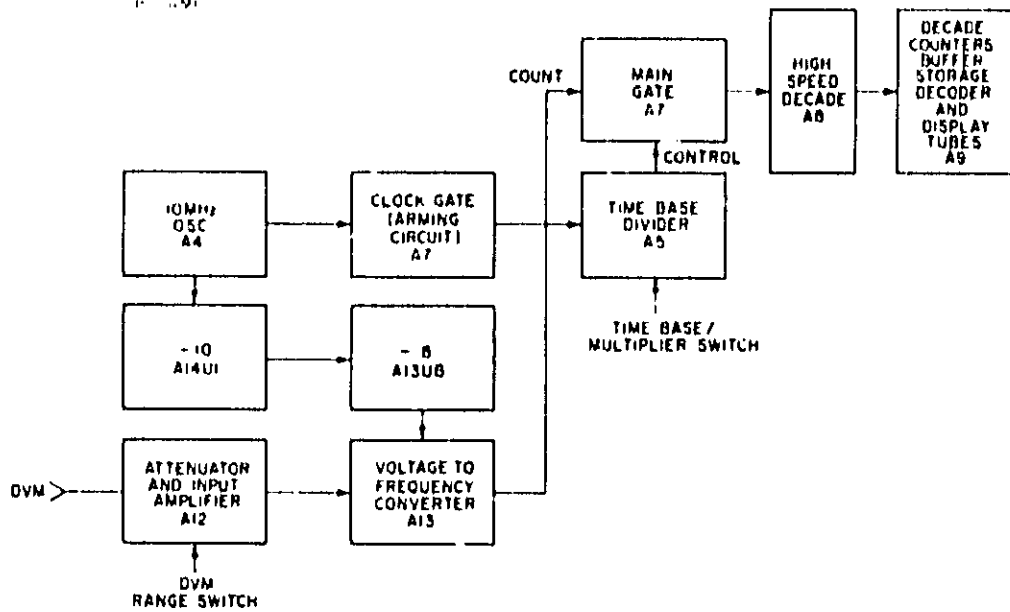 COUNT
MAIN
GATE
A7
HIGH
SPEED
DECADE
A8
DECADE
COUNTERS
BUFFER
STORAGE
DECODER
AND
DISPLAY
TUBES
A9
CONTROL
10MHz
OSC
A4
CLOCK GATE
(ARMING
CIRCUIT)
A7
TIME BASE
DIVIDER
A5
TIME BASE/
MULTIPLIER SWITCH
÷10
A14U1
÷ 8
A13U8
DVM
ATTENUATOR
AND INPUT
AMPLIFIER
A12
VOLTAGE TO
FREQUENCY
CONVERTER
A13
DVM
RANGE SWITCH